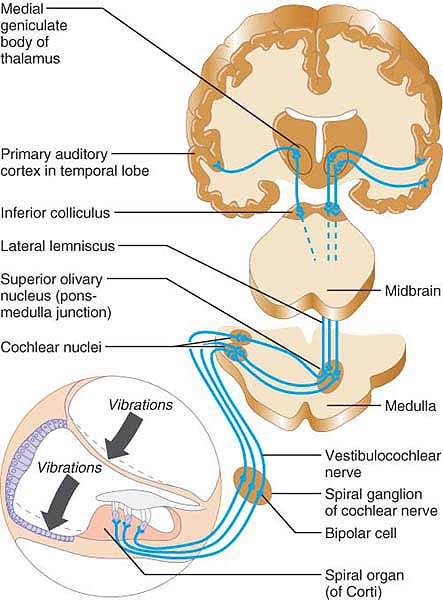 Medial
geniculate
body of
thalamus
Primary auditory
cortex in temporal lobe
Inferior colliculus
Lateral lemniscus
Superior olivary
nucleus (pons-
medulla junction)
Midbrain
Cochlear nuclei
Medulla
Vibrations
Vibrations
Vestibulocochlear
nerve
Spiral ganglion
of cochlear nerve
Bipolar cell
Spiral organ
(of Corti)